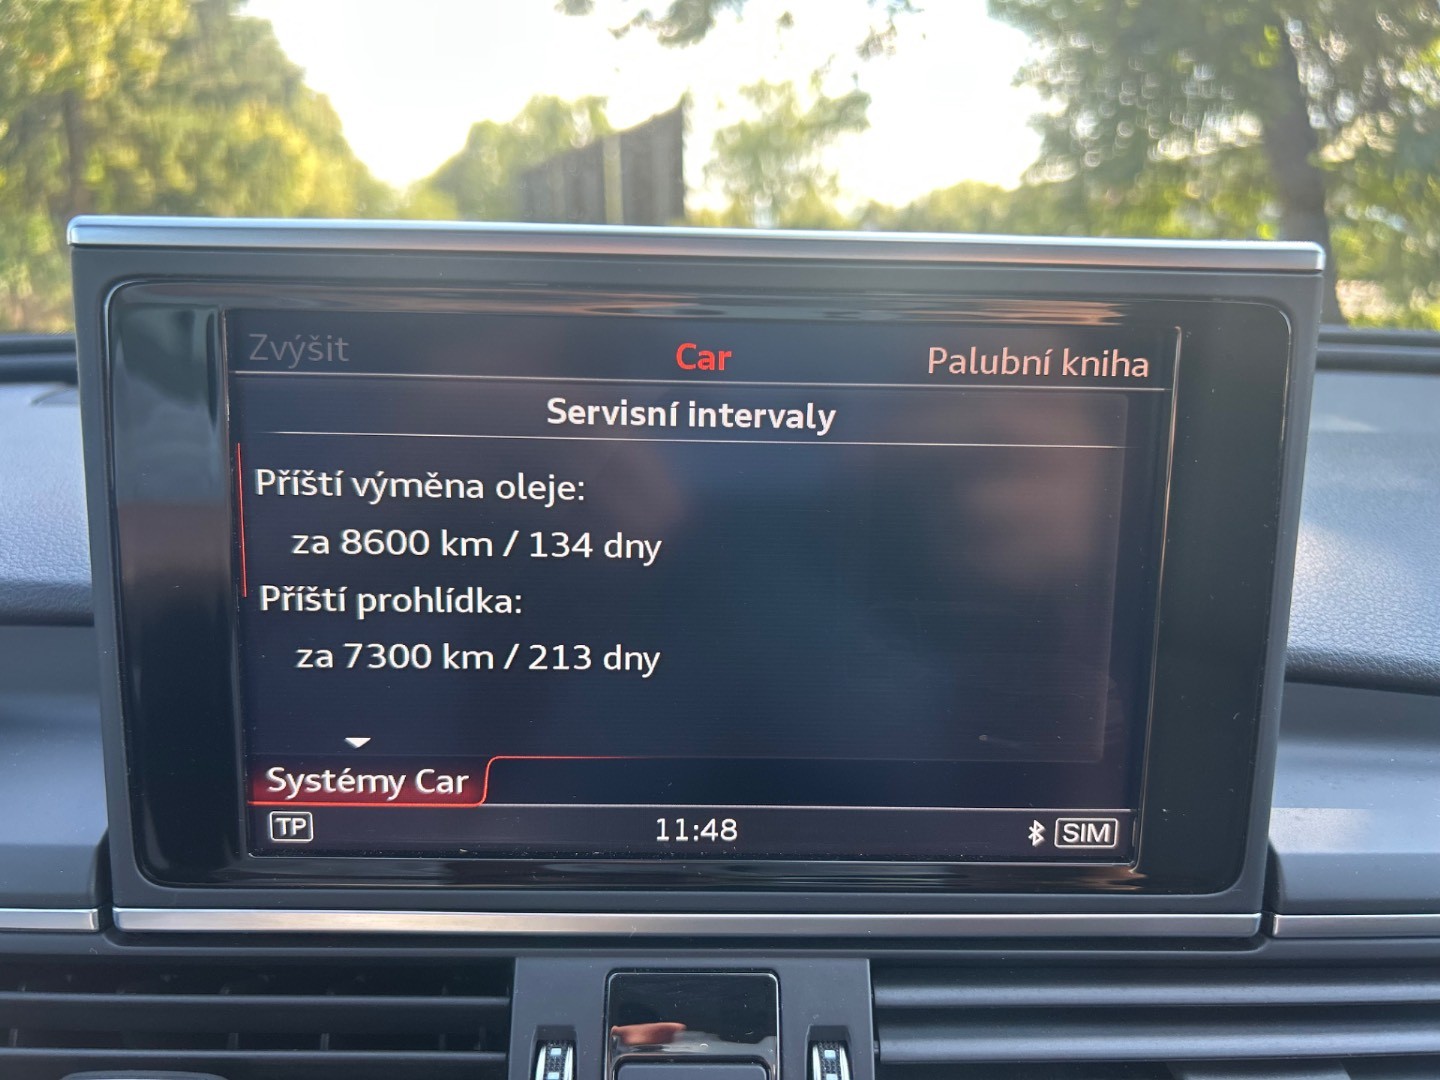 Zvýšit Car Palubní kniha
Servisní intervaly
Příští výměna oleje:
za 8600 km / 134 dny
Příští prohlídka:
za 7300 km / 213 dny
Systémy Car
TP 11:48 SIM